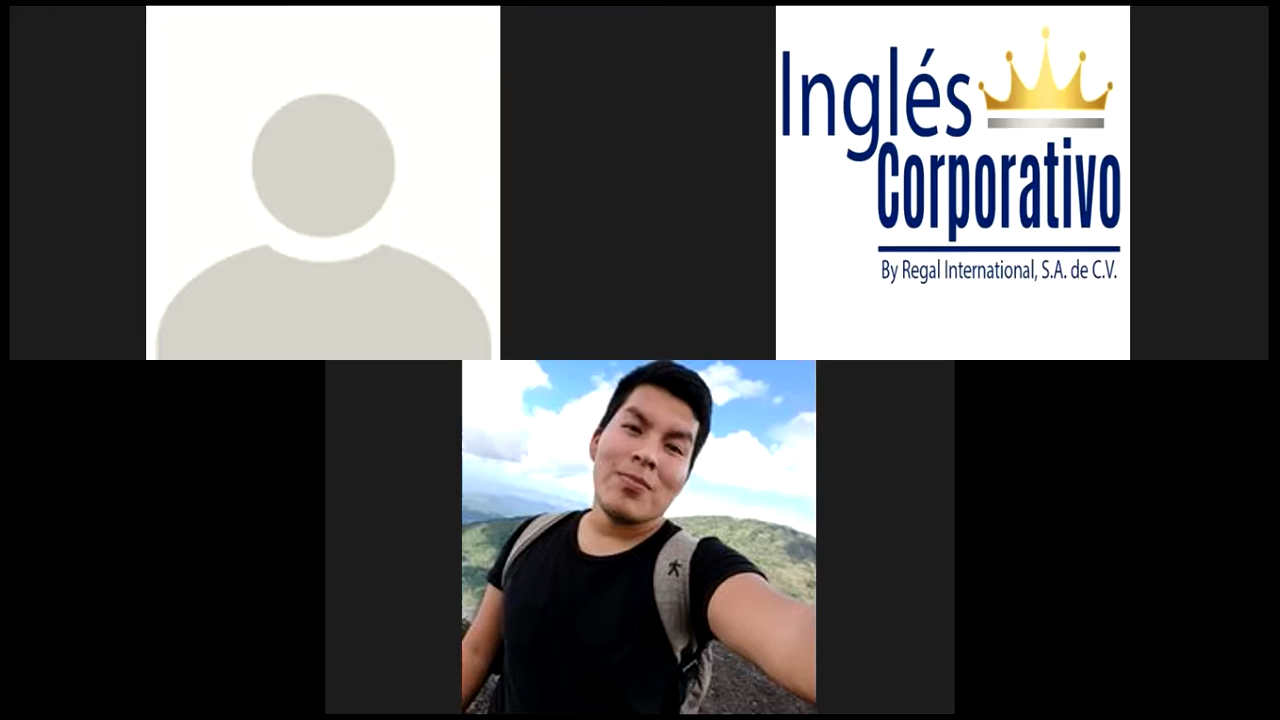 Inglés
Corporativo
By Regal International, S.A. de C.V.